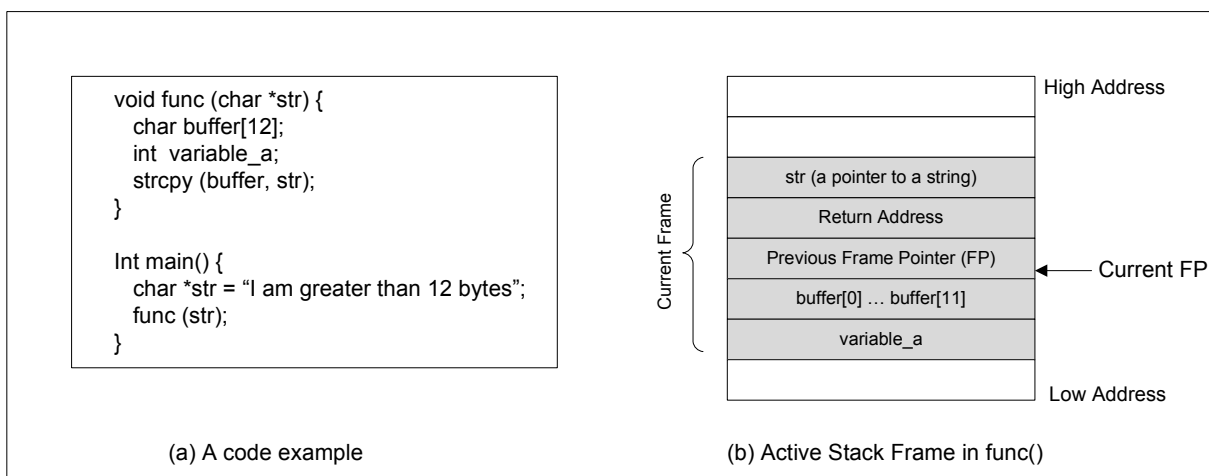 void func (char *str) {
char buffer[12];
int variable_a;
strcpy (buffer, str);
}
Int main() {
char *str = “I am greater than 12 bytes”;
func (str);
}
(a) A code example
High Address
Current Frame
str (a pointer to a string)
Return Address
Previous Frame Pointer (FP)
Current FP
buffer[0] … buffer[11]
variable_a
Low Address
(b) Active Stack Frame in func()